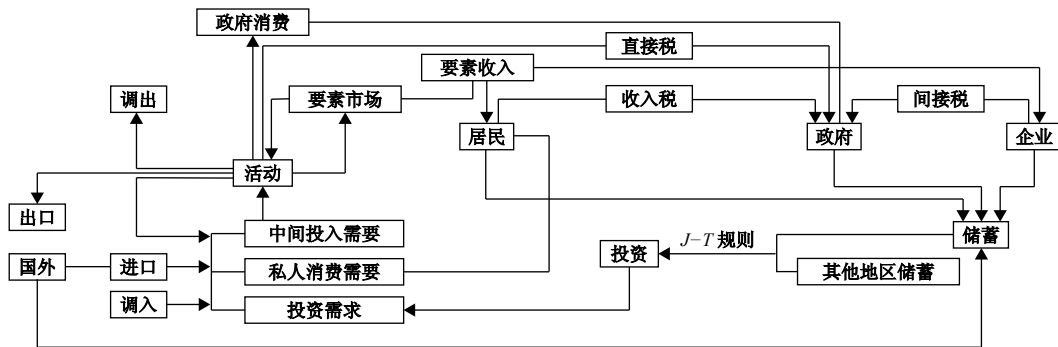 政府消费
直接税
要素收入
调出
要素市场
收入税
间接税
居民
政府
企业
活动
出口
中间投入需要
储蓄
J-T 规则
投资
国外
进口
私人消费需要
其他地区储蓄
调入
投资需求